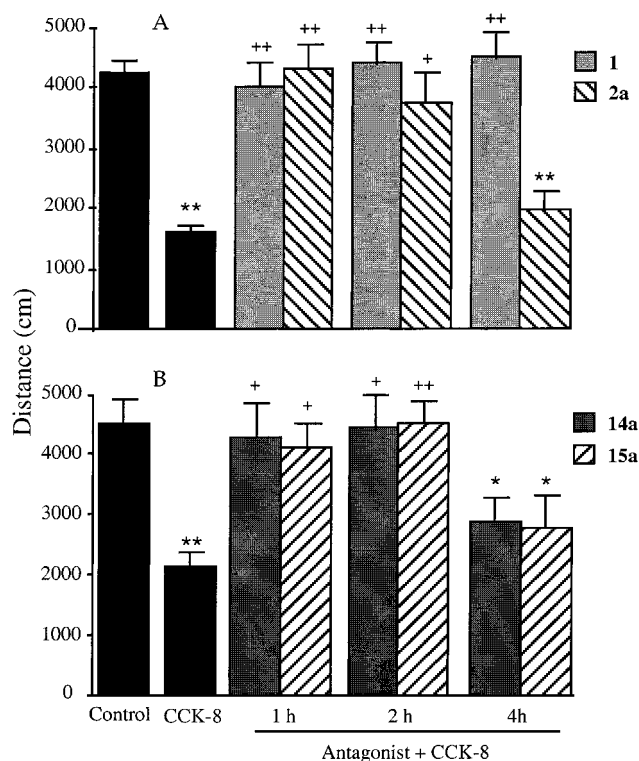 A
5000
4000
3000
2000
1000
0
**
++
++
++
+
++
**
1
2a
Distance (cm)
B
5000
4000
3000
2000
1000
0
**
+
+
+
++
*
*
14a
15a
Control
CCK-8
1 h
2 h
4h
Antagonist + CCK-8